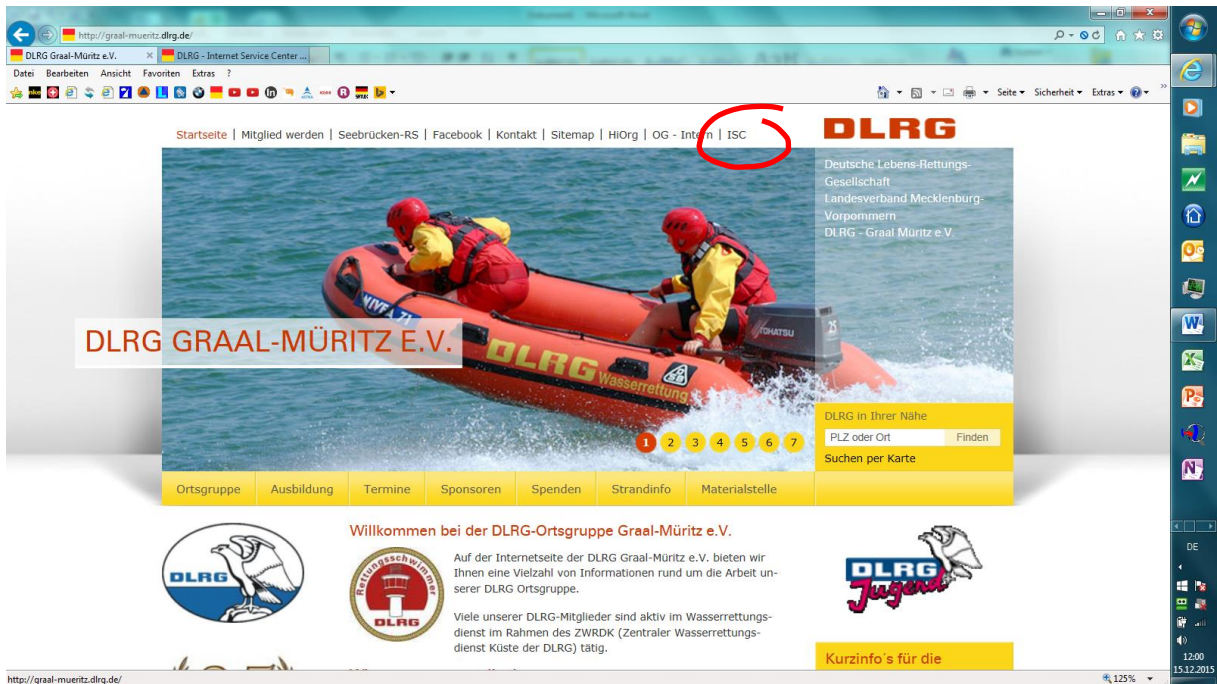 http://graal-mueritz.dlrg.de/
DLRG Graal-Müritz e.V.
DLRG - Internet Service Center ...
Datei Bearbeiten Ansicht Favoriten Extras ?
Seite Sicherheit Extras
Startseite | Mitglied werden | Seebrücken-RS | Facebook | Kontakt | Sitemap | HiOrg | OG - Intern | ISC
DLRG
Deutsche Lebens-Rettungs-
Gesellschaft
Landesverband Mecklenburg-
Vorpommern
DLRG - Graal Müritz e.V.
NIVEA 71
TOHATSU
25
DLRG
Wasserrettung
DLRG GRAAL-MÜRITZ E.V.
1 2 3 4 5 6 7
DLRG in Ihrer Nähe
PLZ oder Ort Finden
Suchen per Karte
Ortsgruppe Ausbildung Termine Sponsoren Spenden Strandinfo Materialstelle
DLRG
Rettungsschwimmer
DLRG
Willkommen bei der DLRG-Ortsgruppe Graal-Müritz e.V.
Auf der Internetseite der DLRG Graal-Müritz e.V. bieten wir
Ihnen eine Vielzahl von Informationen rund um die Arbeit un-
serer DLRG Ortsgruppe.
Viele unserer DLRG-Mitglieder sind aktiv im Wasserrettungs-
dienst im Rahmen des ZWRDK (Zentraler Wasserrettungs-
dienst Küste der DLRG) tätig.
DLRG
Jugend
Kurzinfo's für die
http://graal-mueritz.dlrg.de/
125%
DE
12:00
15.12.2015